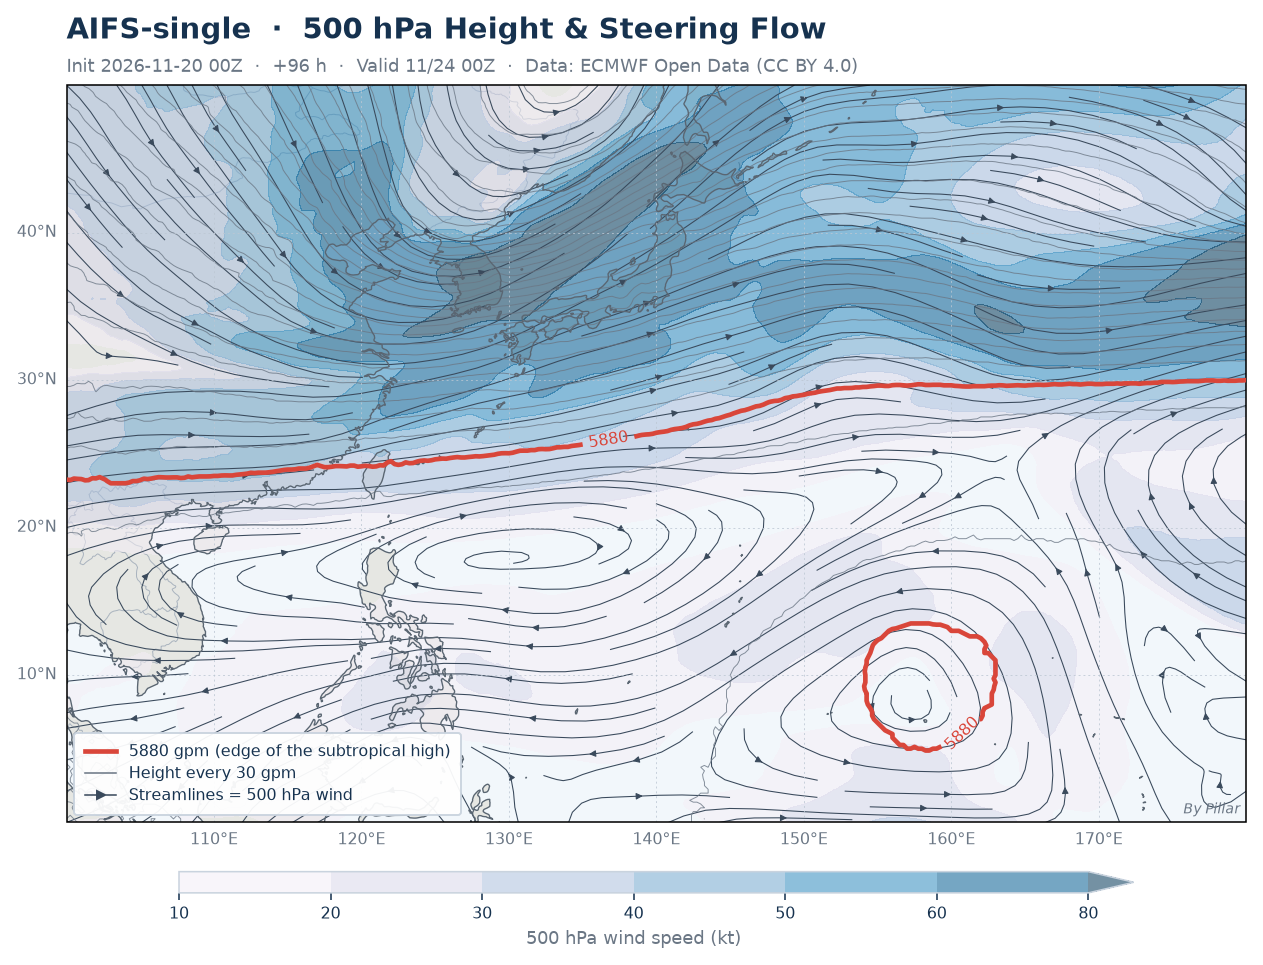 AIFS-single · 500 hPa Height & Steering Flow
Init 2026-11-20 00Z · +96 h · Valid 11/24 00Z · Data: ECMWF Open Data (CC BY 4.0)
40°N
30°N
20°N
10°N
5880
5880
5880 gpm (edge of the subtropical high)
Height every 30 gpm
Streamlines = 500 hPa wind
By Pillar
110°E 120°E 130°E 140°E 150°E 160°E 170°E
10 20 30 40 50 60 80
500 hPa wind speed (kt)